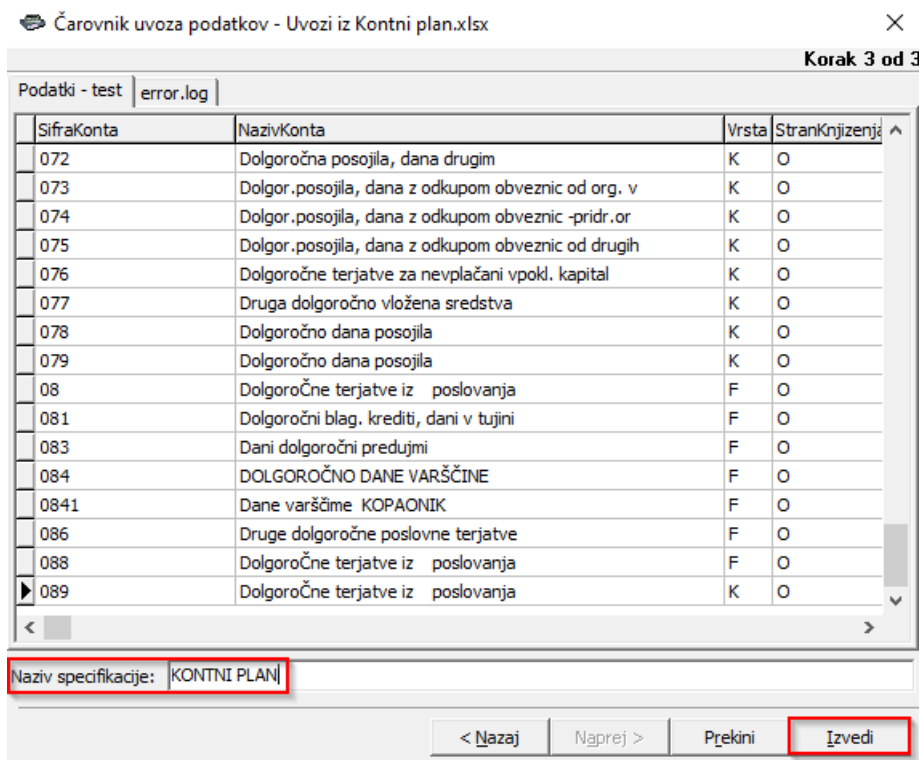 Čarovnik uvoza podatkov - Uvozi iz Kontni plan.xlsx
Korak 3 od 3
Podatki - test error.log
SifraKonta NazivKonta Vrsta StranKnjizenja
072 Dolgoročna posojila, dana drugim K O
073 Dolgor.posojila, dana z odkupom obveznic od org. v K O
074 Dolgor.posojila, dana z odkupom obveznic -pridr.or K O
075 Dolgor.posojila, dana z odkupom obveznic od drugih K O
076 Dolgoročne terjatve za nevplačani vpokl. kapital K O
077 Druga dolgoročno vložena sredstva K O
078 Dolgoročno dana posojila K O
079 Dolgoročno dana posojila K O
08 DolgoroČne terjatve iz poslovanja F O
081 Dolgoročni blag. krediti, dani v tujini F O
083 Dani dolgoročni predujmi F O
084 DOLGOROČNO DANE VARŠČINE F O
0841 Dane varščime KOPAONIK F O
086 Druge dolgoročne poslovne terjatve F O
088 DolgoroČne terjatve iz poslovanja F O
089 DolgoroČne terjatve iz poslovanja K O
Naziv specifikacije: KONTNI PLAN
< Nazaj Naprej > Prekini Izvedi